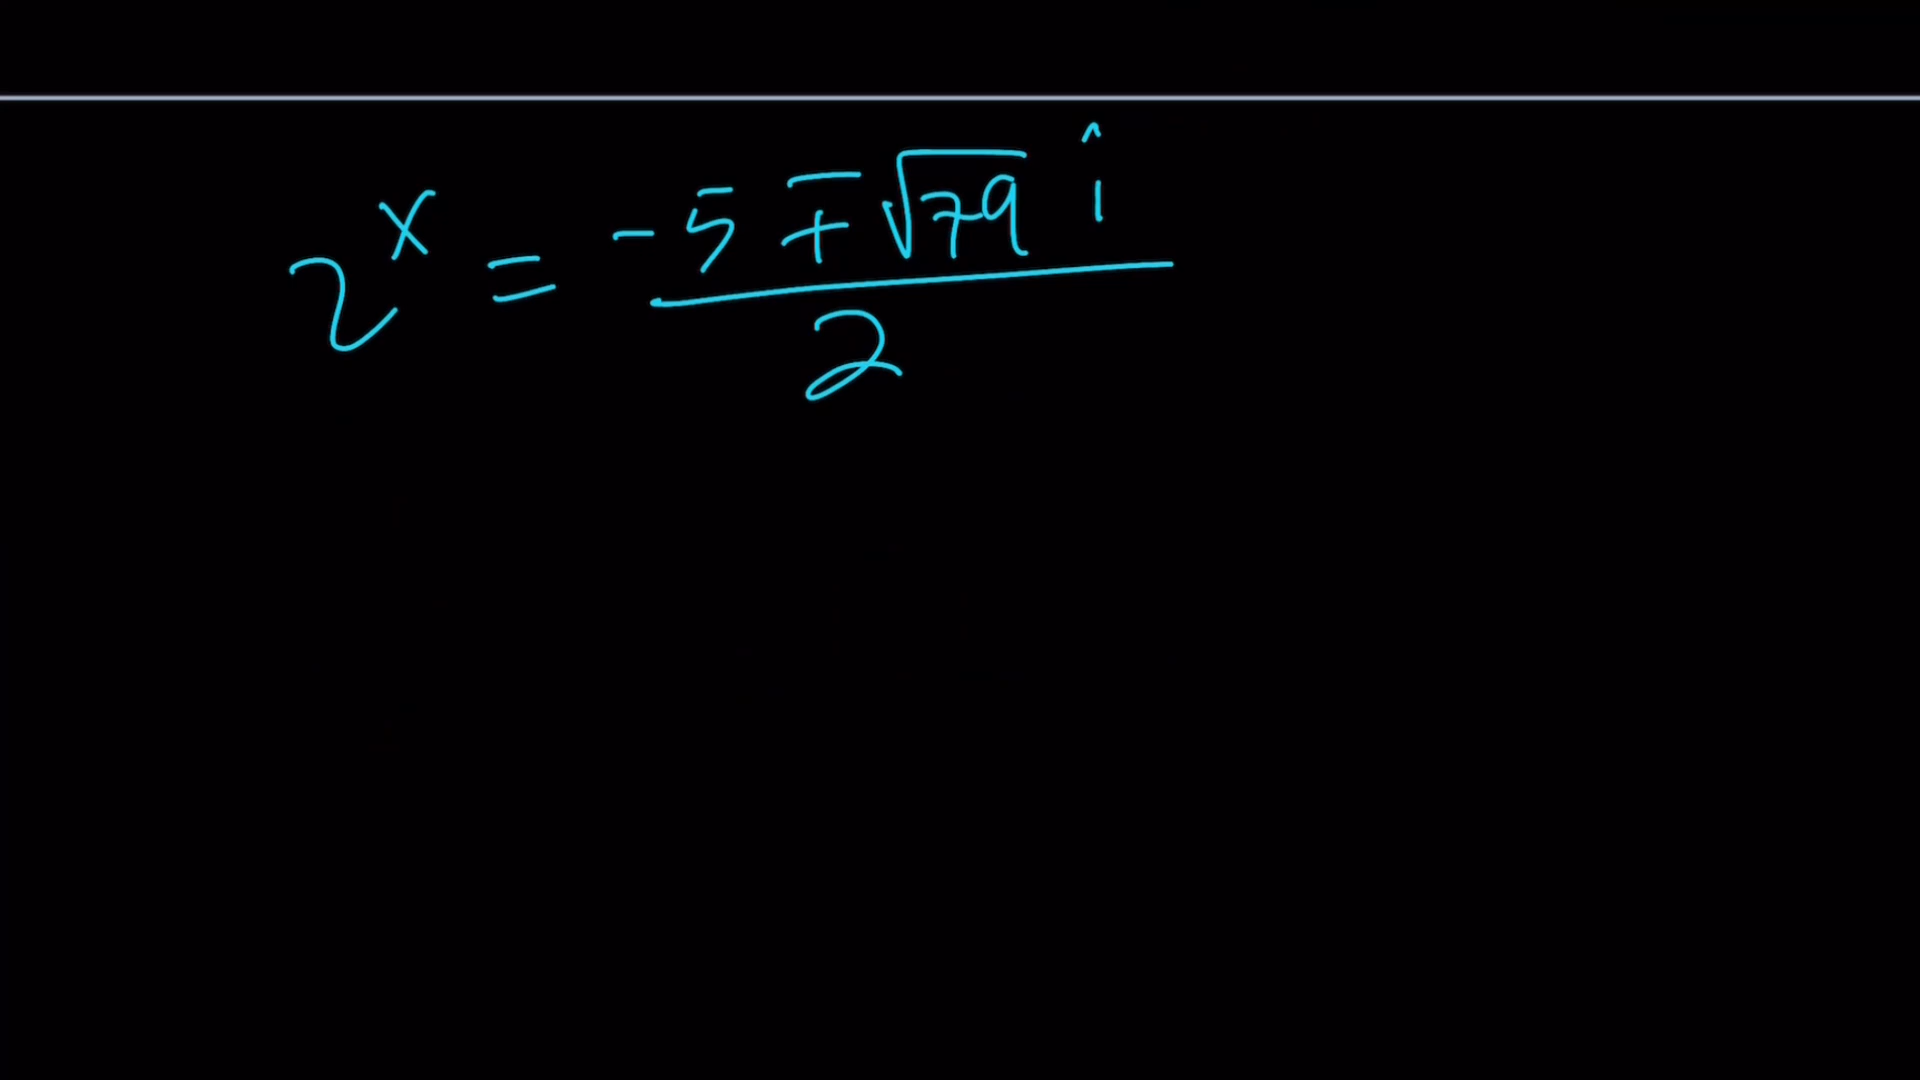 2^x = (-5 ∓ √79 i) / 2